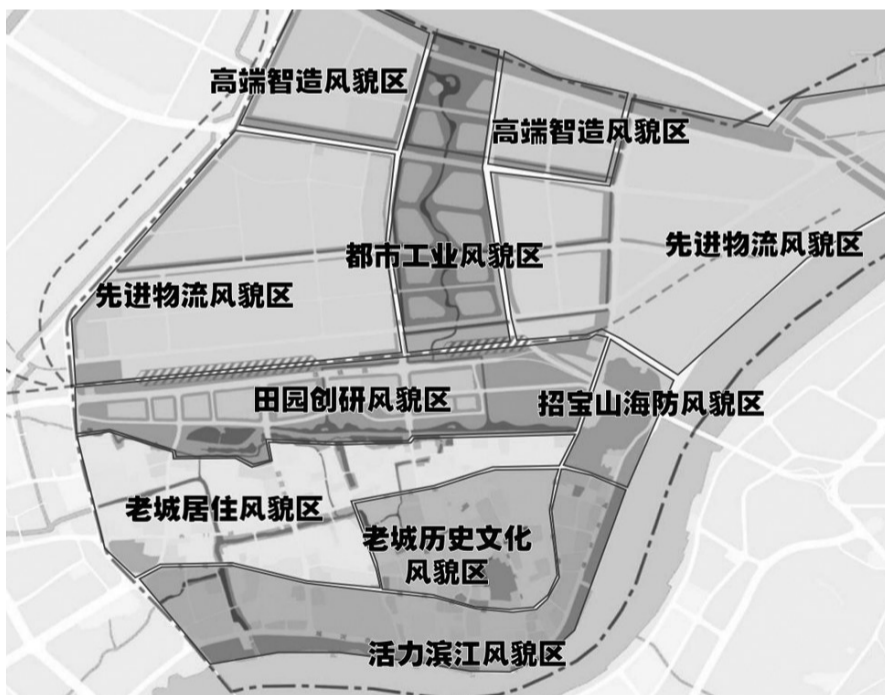 高端智造风貌区
高端智造风貌区
都市工业风貌区
先进物流风貌区
先进物流风貌区
田园创研风貌区
招宝山海防风貌区
老城居住风貌区
老城历史文化
风貌区
活力滨江风貌区